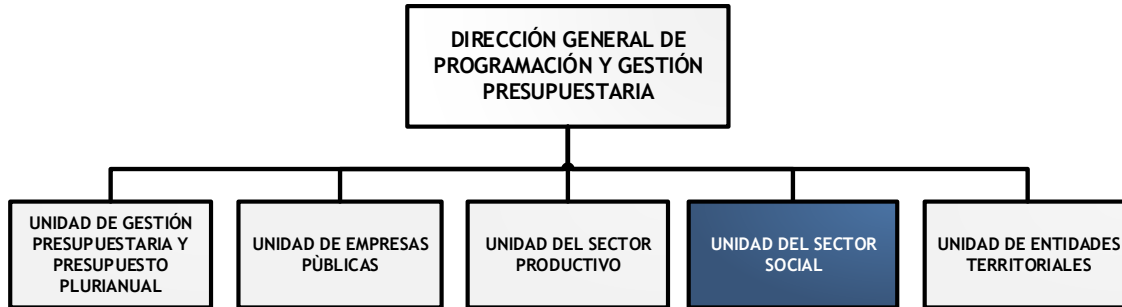 DIRECCIÓN GENERAL DE
PROGRAMACIÓN Y GESTIÓN
PRESUPUESTARIA
UNIDAD DE GESTIÓN
PRESUPUESTARIA Y
PRESUPUESTO
PLURIANUAL
UNIDAD DE EMPRESAS
PÙBLICAS
UNIDAD DEL SECTOR
PRODUCTIVO
UNIDAD DEL SECTOR
SOCIAL
UNIDAD DE ENTIDADES
TERRITORIALES